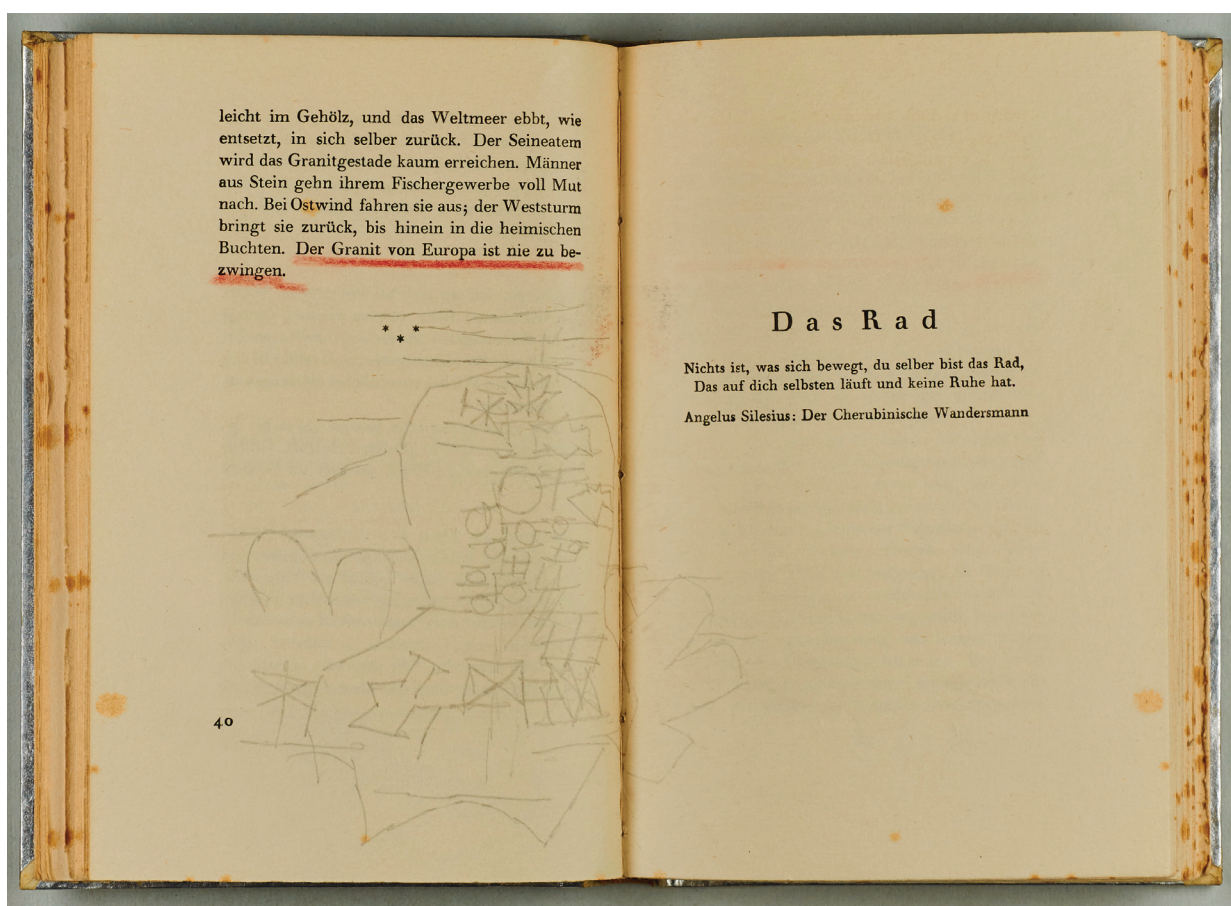 leicht im Gehölz, und das Weltmeer ebbt, wie
entsetzt, in sich selber zurück. Der Seineatem
wird das Granitgestade kaum erreichen. Männer
aus Stein gehn ihrem Fischergewerbe voll Mut
nach. Bei Ostwind fahren sie aus; der Weststurm
bringt sie zurück, bis hinein in die heimischen
Buchten. Der Granit von Europa ist nie zu be-
zwingen.
* * *
40
Das Rad
Nichts ist, was sich bewegt, du selber bist das Rad,
Das auf dich selbsten läuft und keine Ruhe hat.
Angelus Silesius: Der Cherubinische Wandersmann